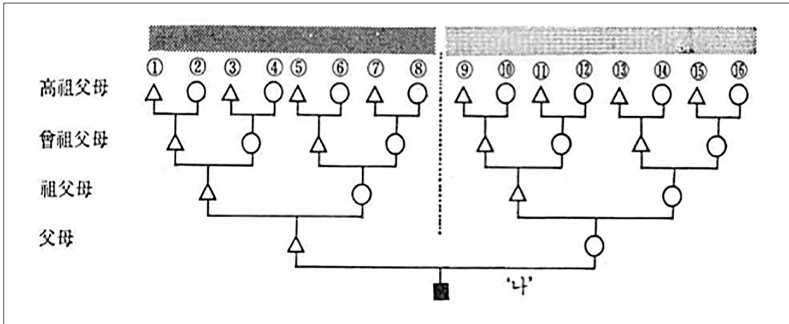 ① ② ③ ④ ⑤ ⑥ ⑦ ⑧ ⑨ ⑩ ⑪ ⑫ ⑬ ⑭ ⑮ ⑯
高祖父母
曾祖父母
祖父母
父母
'나'